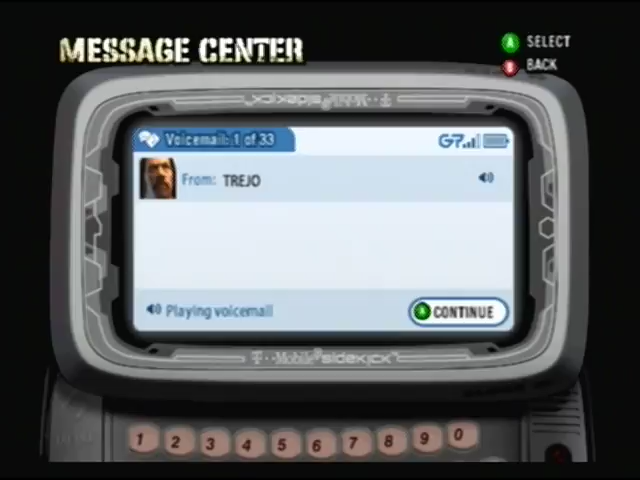 MESSAGE CENTER
A SELECT
B BACK
Voicemail: 1 of 33
G7
From: TREJO
Playing voicemail
A CONTINUE
T-Mobile sidekick
1 2 3 4 5 6 7 8 9 0